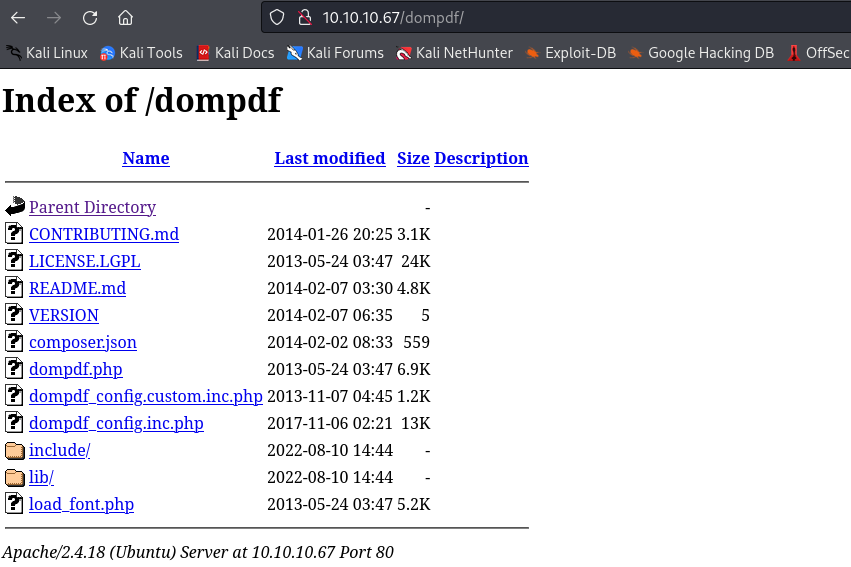 10.10.10.67/dompdf/
Kali Linux Kali Tools Kali Docs Kali Forums Kali NetHunter Exploit-DB Google Hacking DB OffSec
Index of /dompdf
Name Last modified Size Description
Parent Directory -
CONTRIBUTING.md 2014-01-26 20:25 3.1K
LICENSE.LGPL 2013-05-24 03:47 24K
README.md 2014-02-07 03:30 4.8K
VERSION 2014-02-07 06:35 5
composer.json 2014-02-02 08:33 559
dompdf.php 2013-05-24 03:47 6.9K
dompdf_config.custom.inc.php 2013-11-07 04:45 1.2K
dompdf_config.inc.php 2017-11-06 02:21 13K
include/ 2022-08-10 14:44 -
lib/ 2022-08-10 14:44 -
load_font.php 2013-05-24 03:47 5.2K
Apache/2.4.18 (Ubuntu) Server at 10.10.10.67 Port 80